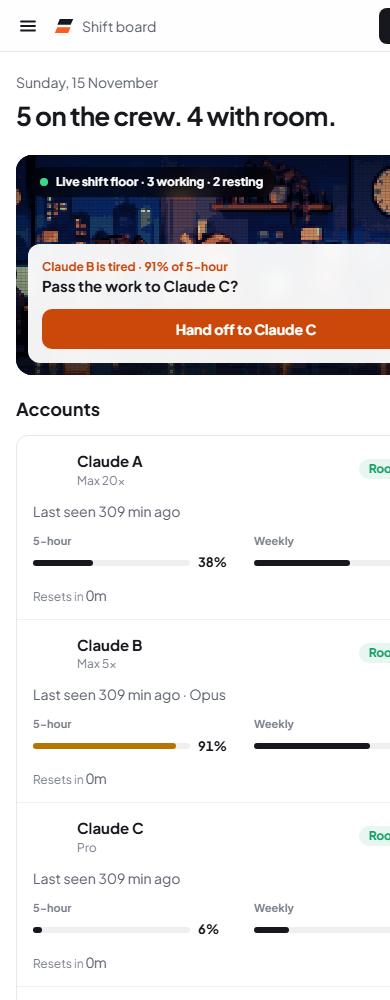 Shift board
Sunday, 15 November
5 on the crew. 4 with room.
Live shift floor · 3 working · 2 resting
Claude B is tired · 91% of 5-hour
Pass the work to Claude C?
Hand off to Claude C
Accounts
Claude A
Max 20×
Roo
Last seen 309 min ago
5-hour
Weekly
38%
Resets in 0m
Claude B
Max 5×
Roo
Last seen 309 min ago · Opus
5-hour
Weekly
91%
Resets in 0m
Claude C
Pro
Roo
Last seen 309 min ago
5-hour
Weekly
6%
Resets in 0m